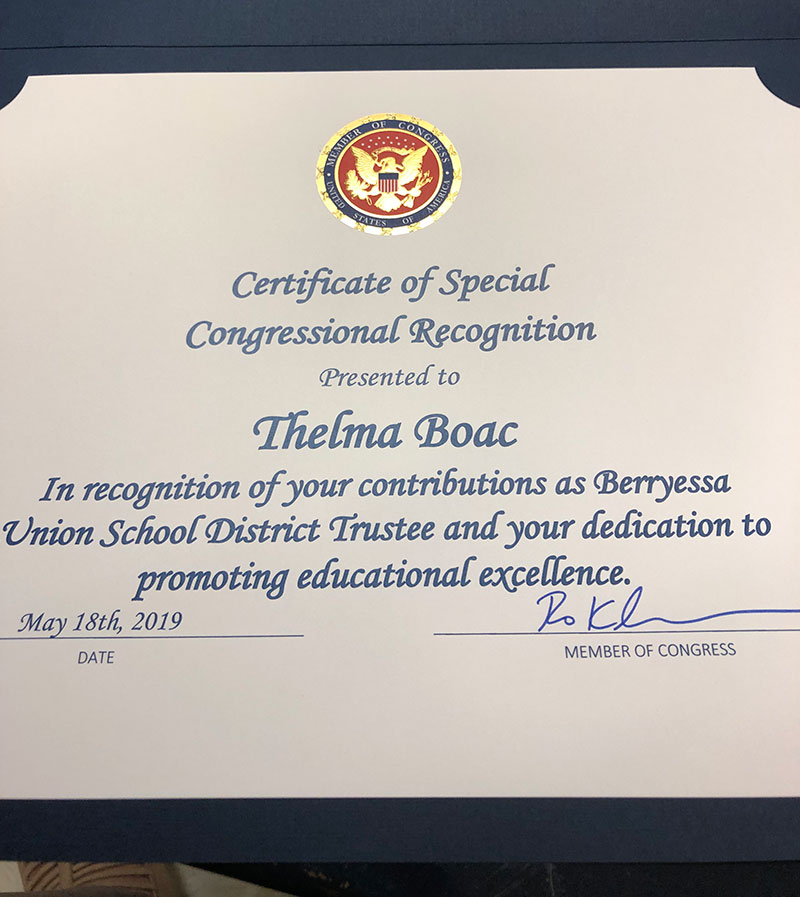 MEMBER OF CONGRESS
UNITED STATES OF AMERICA
Certificate of Special
Congressional Recognition
Presented to
Thelma Boac
In recognition of your contributions as Berryessa
Union School District Trustee and your dedication to
promoting educational excellence.
May 18th, 2019
DATE
MEMBER OF CONGRESS